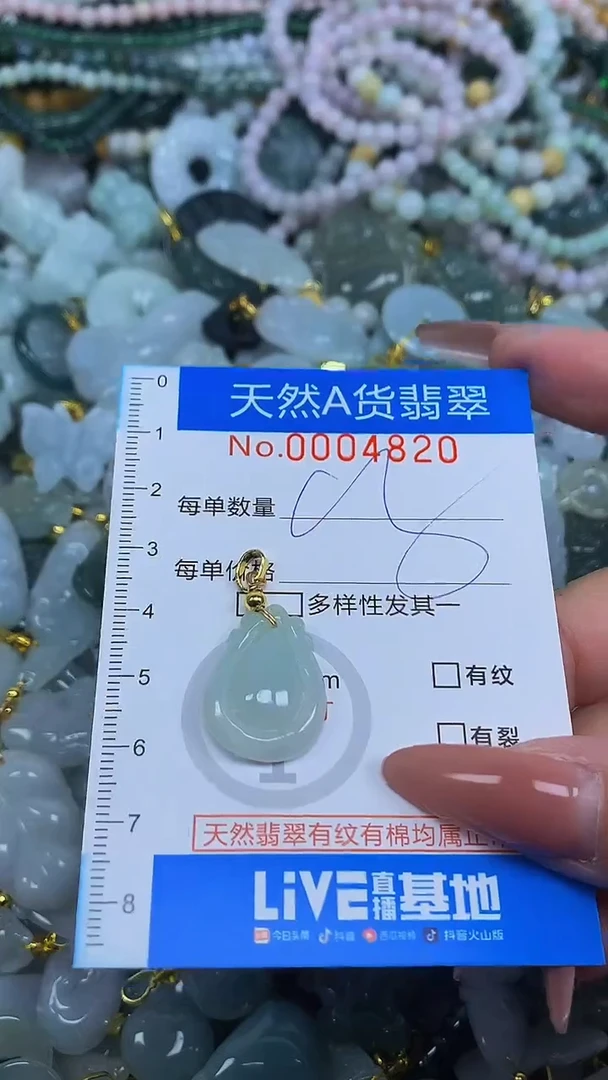 0
天然A货翡翠
No.0004820
1
2
每单数量
3
每单价格
4
多样性发其一
5
m
有纹
6
有裂
7
天然翡翠有纹有棉均属正
8
LiVE直播基地
今日头条 抖音 西瓜视频 抖音火山版